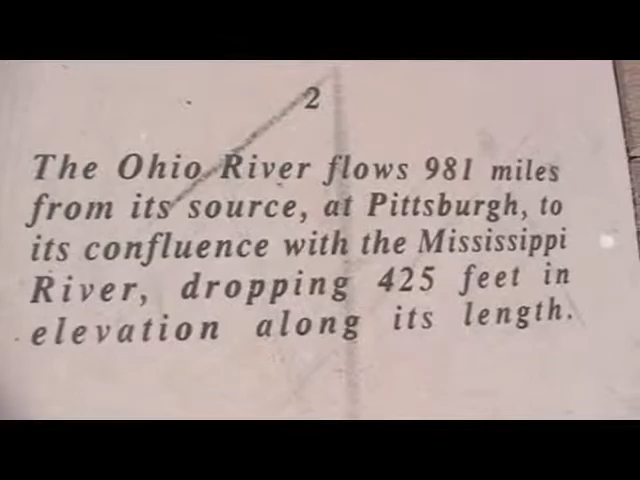 2
The Ohio River flows 981 miles
from its source, at Pittsburgh, to
its confluence with the Mississippi
River, dropping 425 feet in
elevation along its length.